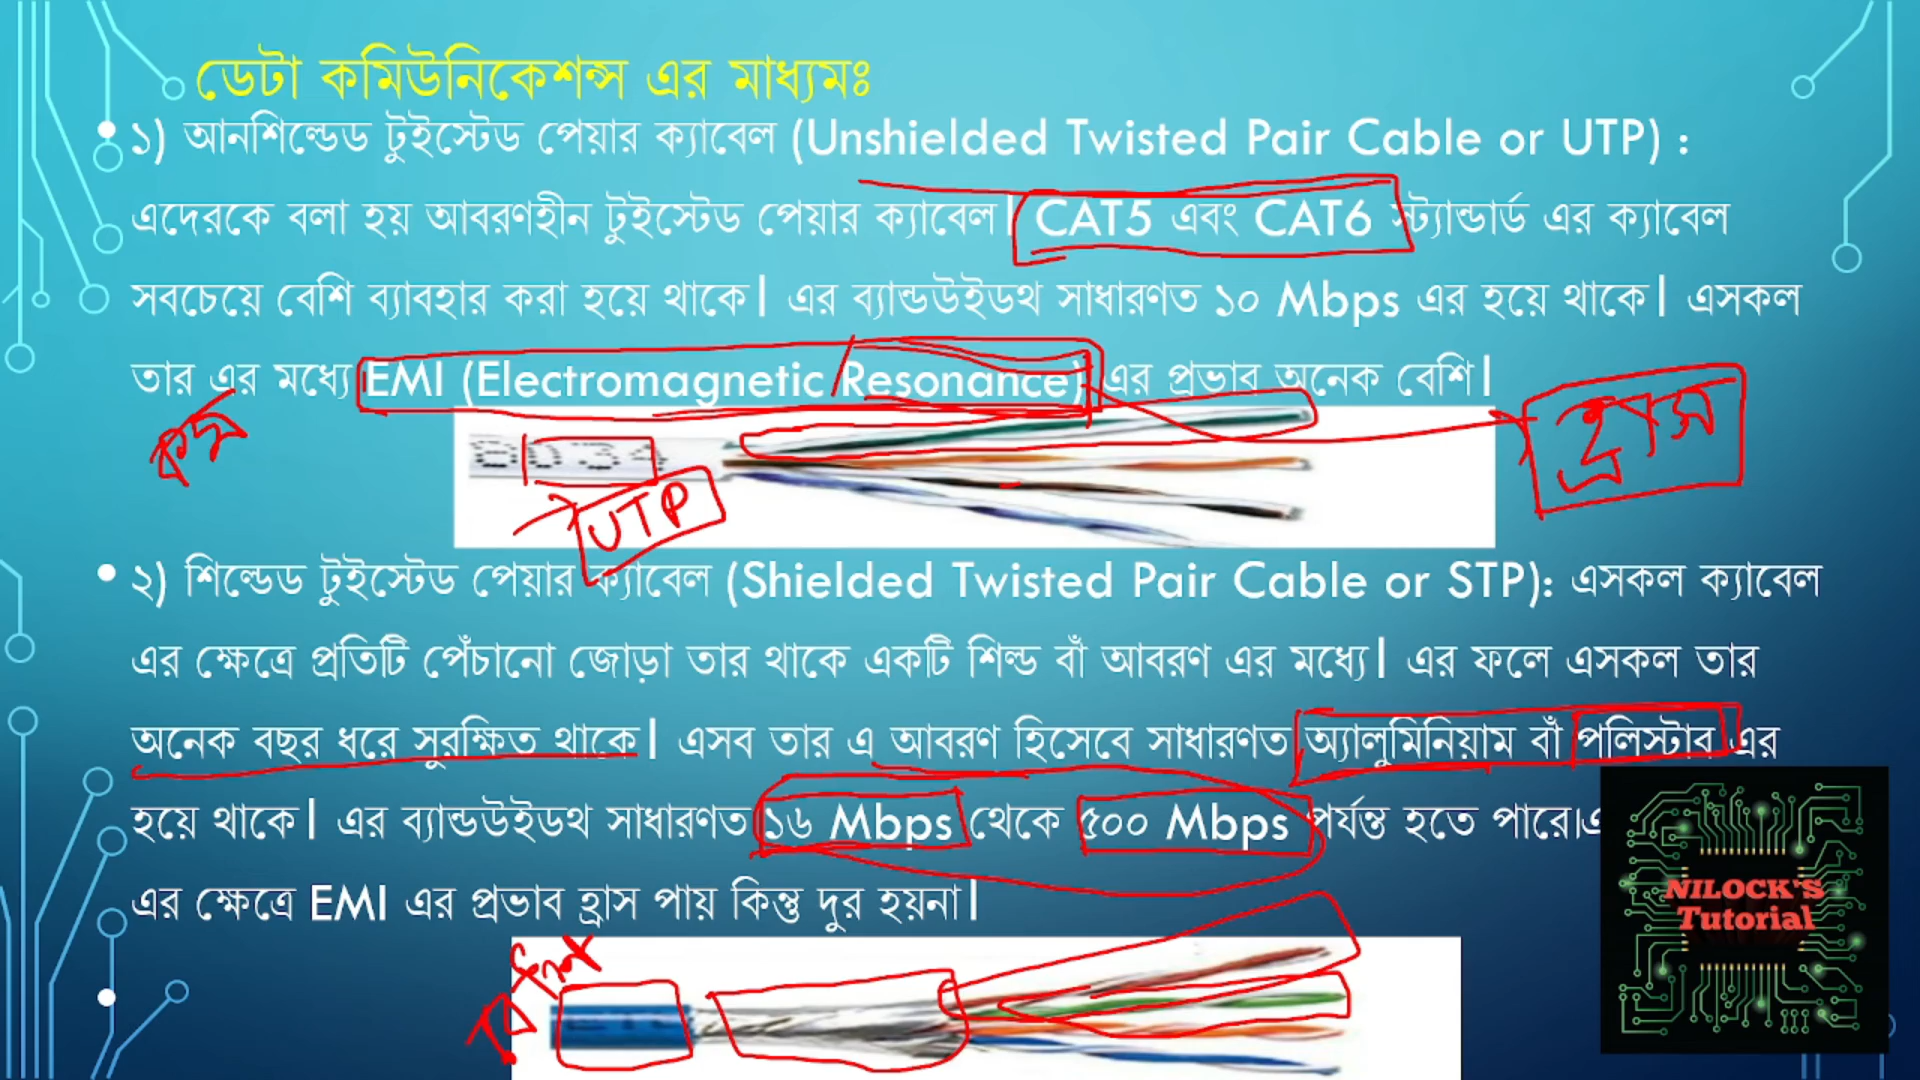 ডেটা কমিউনিকেশন্স এর মাধ্যমঃ
১) আনশিল্ডেড টুইস্টেড পেয়ার ক্যাবেল (Unshielded Twisted Pair Cable or UTP) :
এদেরকে বলা হয় আবরণহীন টুইস্টেড পেয়ার ক্যাবেল। CAT5 এবং CAT6 স্ট্যান্ডার্ড এর ক্যাবেল
সবচেয়ে বেশি ব্যাবহার করা হয়ে থাকে। এর ব্যান্ডউইডথ সাধারণত ১০ Mbps এর হয়ে থাকে। এসকল
তার এর মধ্যে EMI (Electromagnetic Resonance) এর প্রভাব অনেক বেশি।
হ্রাস
UTP
২) শিল্ডেড টুইস্টেড পেয়ার ক্যাবেল (Shielded Twisted Pair Cable or STP): এসকল ক্যাবেল
এর ক্ষেত্রে প্রতিটি পেঁচানো জোড়া তার থাকে একটি শিল্ড বাঁ আবরণ এর মধ্যে। এর ফলে এসকল তার
অনেক বছর ধরে সুরক্ষিত থাকে। এসব তার এ আবরণ হিসেবে সাধারণত অ্যালুমিনিয়াম বাঁ পলিস্টার এর
হয়ে থাকে। এর ব্যান্ডউইডথ সাধারণত ১৬ Mbps থেকে ৫০০ Mbps পর্যন্ত হতে পারে।এ
এর ক্ষেত্রে EMI এর প্রভাব হ্রাস পায় কিন্তু দুর হয়না।
NILOCK'S
Tutorial